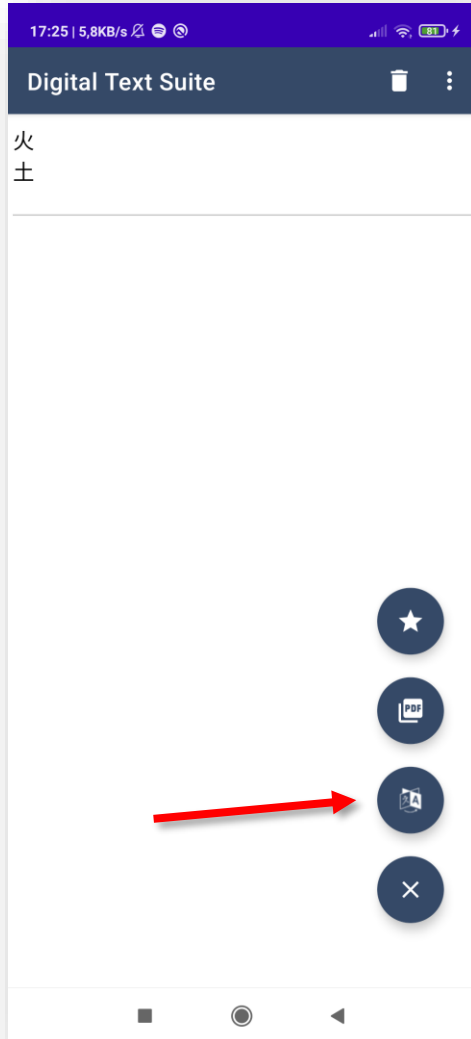 17:25 | 5,8KB/s
81
Digital Text Suite
火
土
PDF
A